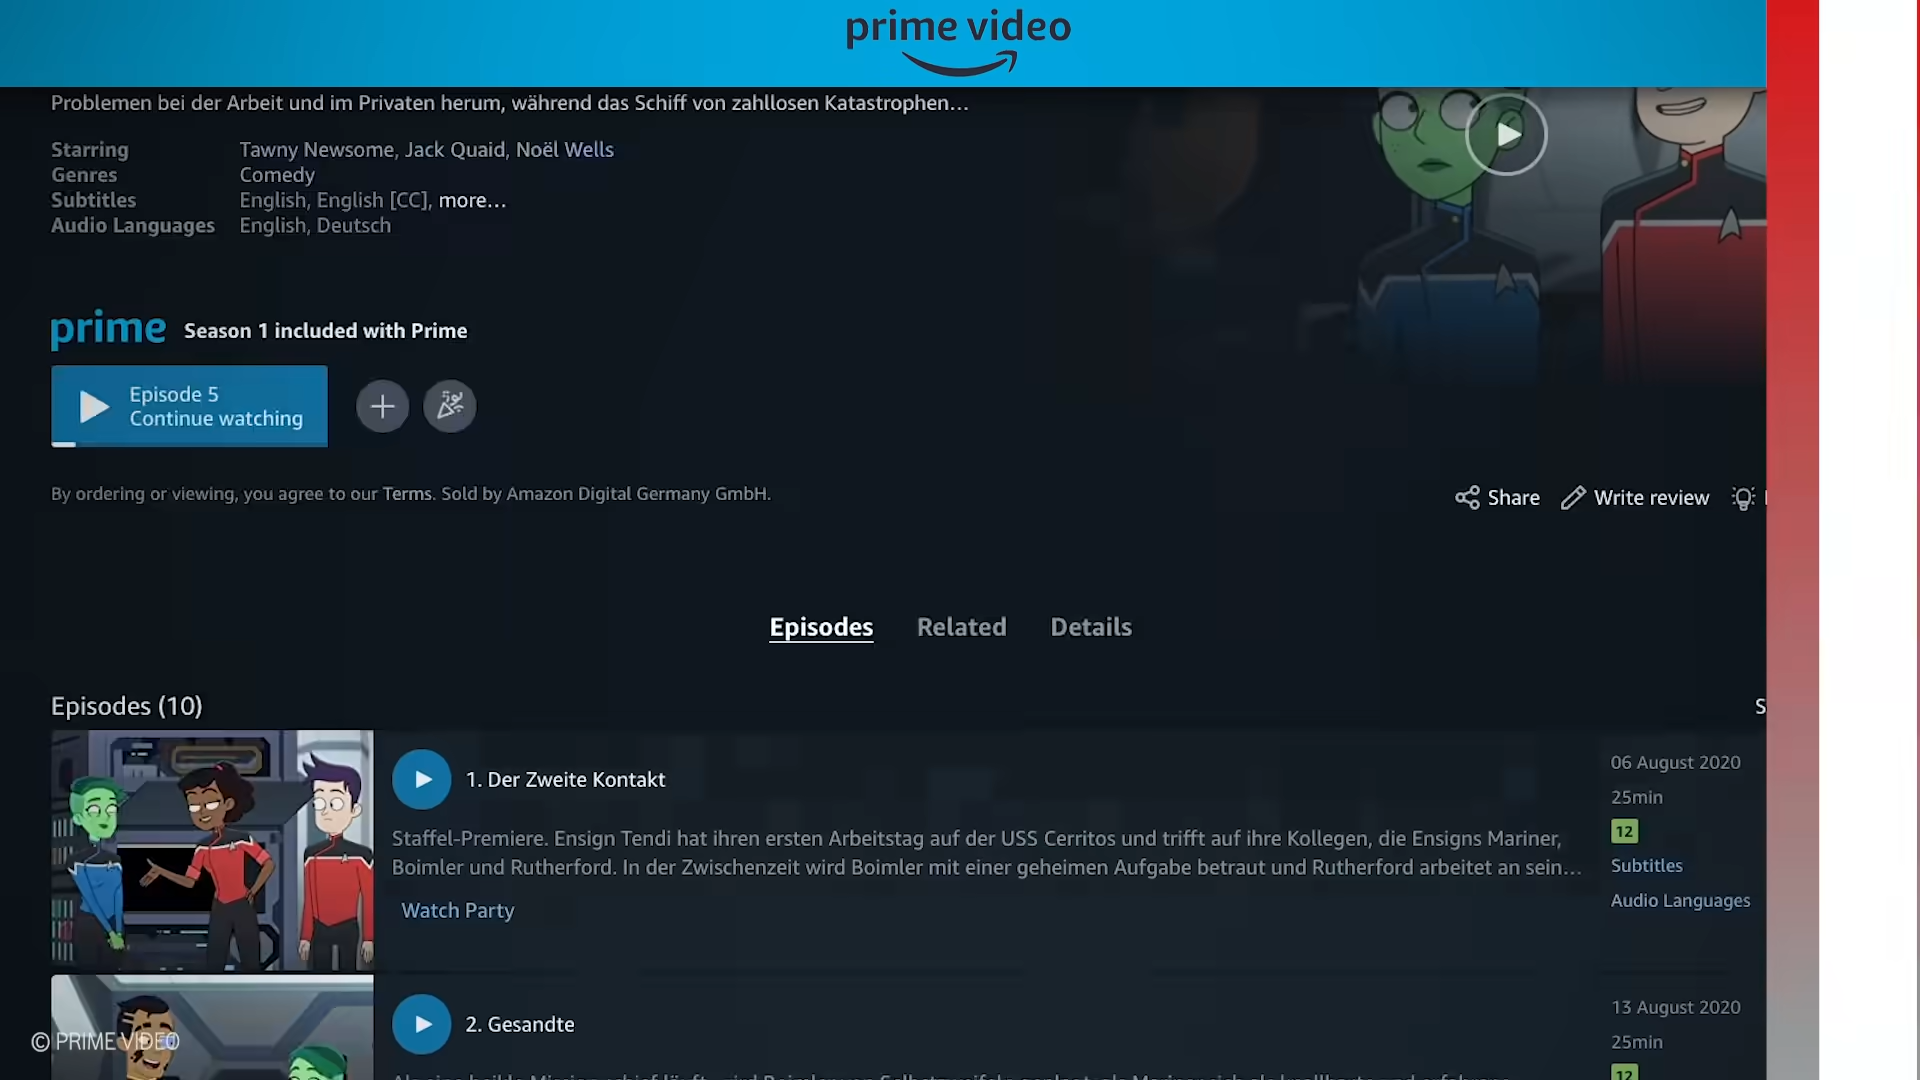 prime video
Problemen bei der Arbeit und im Privaten herum, während das Schiff von zahllosen Katastrophen…
Starring Tawny Newsome, Jack Quaid, Noël Wells
Genres Comedy
Subtitles English, English [CC], more…
Audio Languages English, Deutsch
prime Season 1 included with Prime
Episode 5
Continue watching
By ordering or viewing, you agree to our Terms. Sold by Amazon Digital Germany GmbH.
Share Write review
Episodes Related Details
Episodes (10)
1. Der Zweite Kontakt
06 August 2020
25min
12
Staffel-Premiere. Ensign Tendi hat ihren ersten Arbeitstag auf der USS Cerritos und trifft auf ihre Kollegen, die Ensigns Mariner,
Boimler und Rutherford. In der Zwischenzeit wird Boimler mit einer geheimen Aufgabe betraut und Rutherford arbeitet an sein…
Subtitles
Audio Languages
Watch Party
2. Gesandte
13 August 2020
25min
12
© PRIME VIDEO